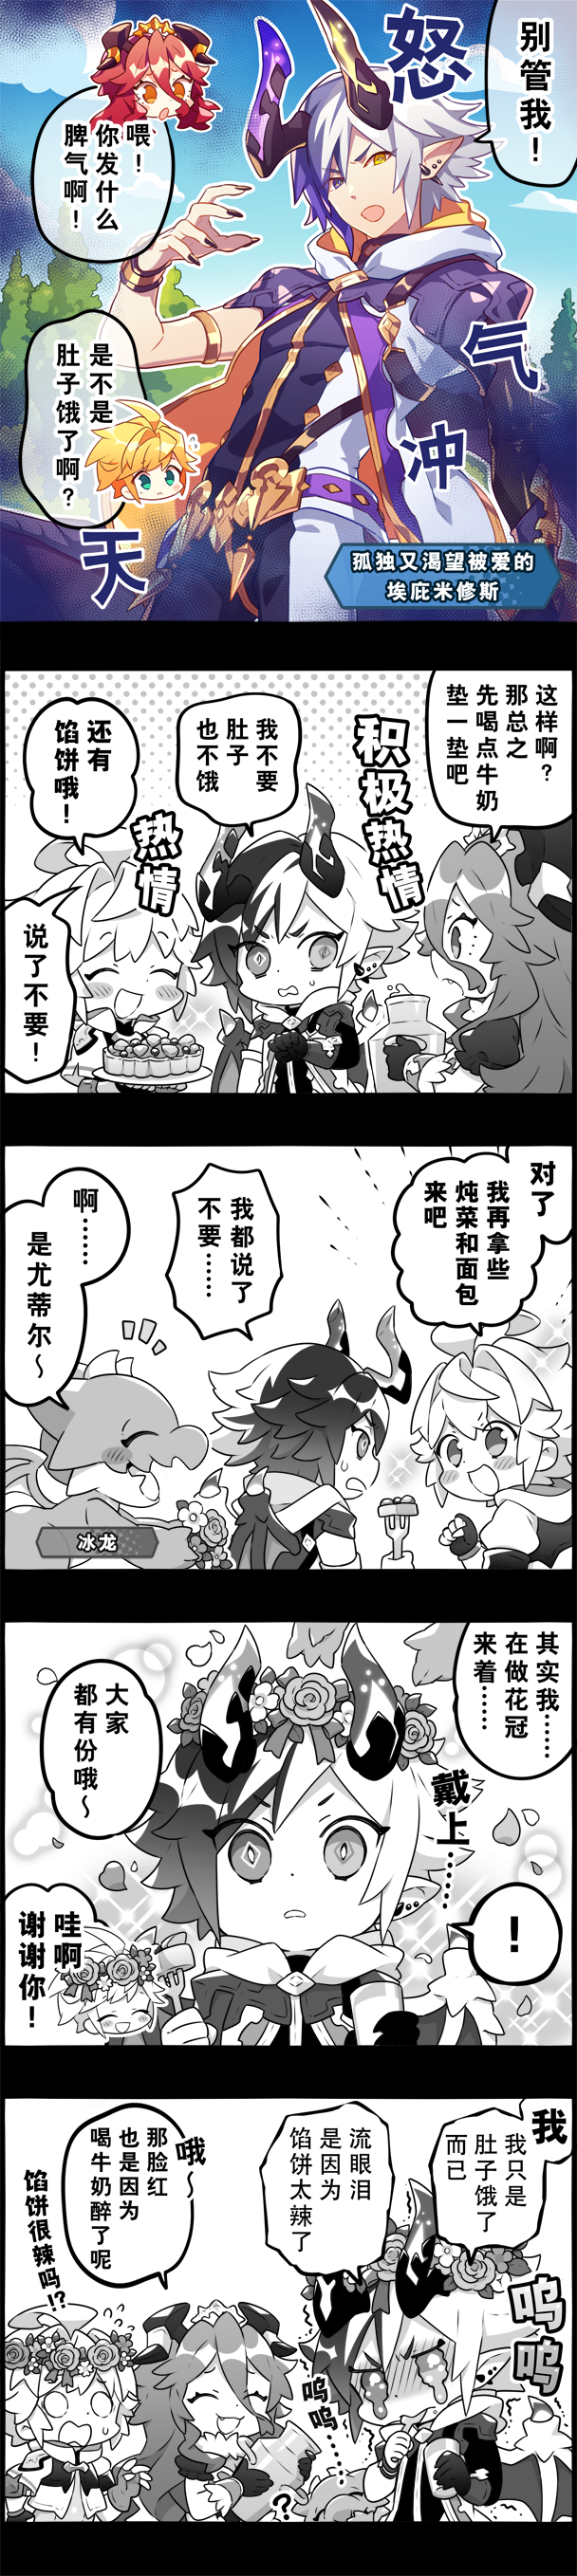 别管我！
怒
气
冲
天
喂！
你发什么
脾气啊！
是不是
肚子饿了啊？
孤独又渴望被爱的
埃庇米修斯
这样啊？
那总之
先喝点牛奶
垫一垫吧
积极热情
我不要
肚子
也不饿
还有
馅饼哦！
热情
说了不要！
对了
我再拿些
炖菜和面包
来吧
我都说了
不要……
啊……
是尤蒂尔～
冰龙
其实我……
在做花冠
来着……
大家
都有份哦～
戴上……
！
哇啊
谢谢你！
我
我只是
肚子饿了
而已
流眼泪
是因为
馅饼太辣了
呜呜
呜呜……
哦～
那脸红
也是因为
喝牛奶醉了呢
馅饼很辣吗!?
?